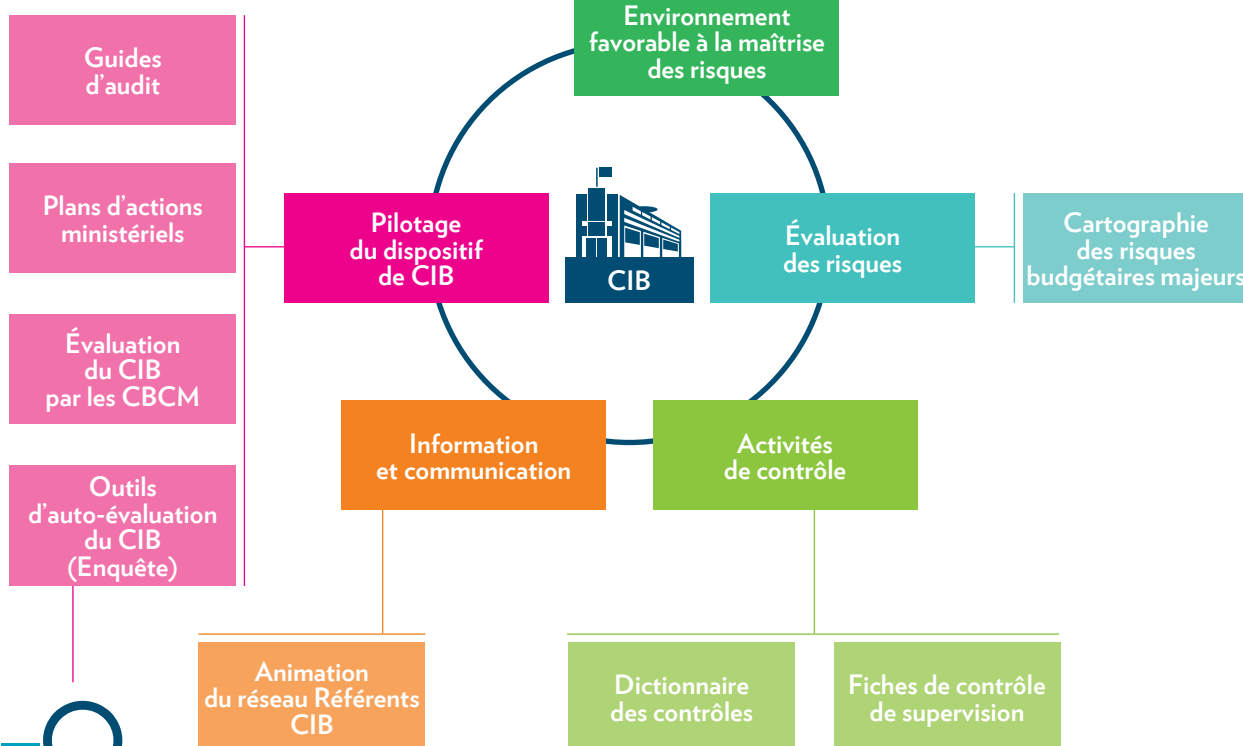 Environnement
favorable à la maîtrise
des risques
Guides
d'audit
Plans d'actions
ministériels
Évaluation
du CIB
par les CBCM
Outils
d'auto-évaluation
du CIB
(Enquête)
Pilotage
du dispositif
de CIB
CIB
Évaluation
des risques
Cartographie
des risques
budgétaires majeurs
Information
et communication
Activités
de contrôle
Animation
du réseau Référents
CIB
Dictionnaire
des contrôles
Fiches de contrôle
de supervision